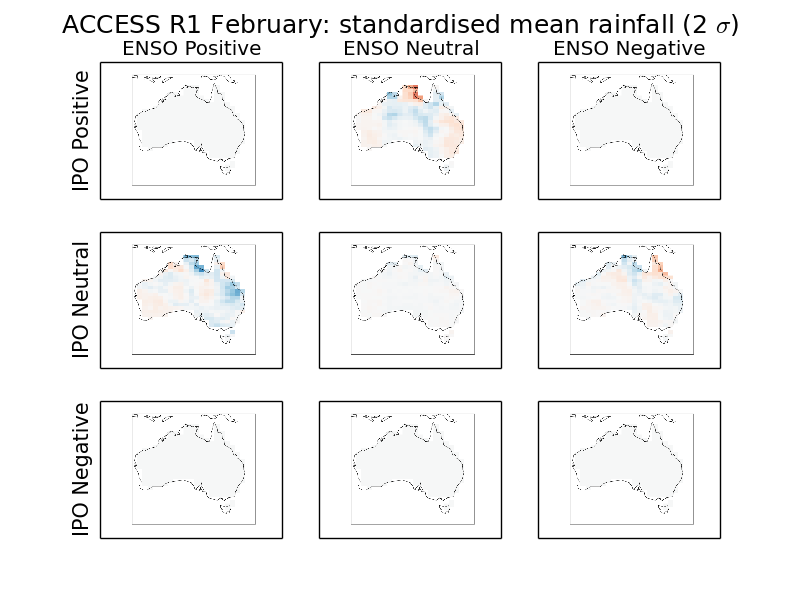 ACCESS R1 February: standardised mean rainfall (2 σ)
ENSO Positive ENSO Neutral ENSO Negative
IPO Positive
IPO Neutral
IPO Negative